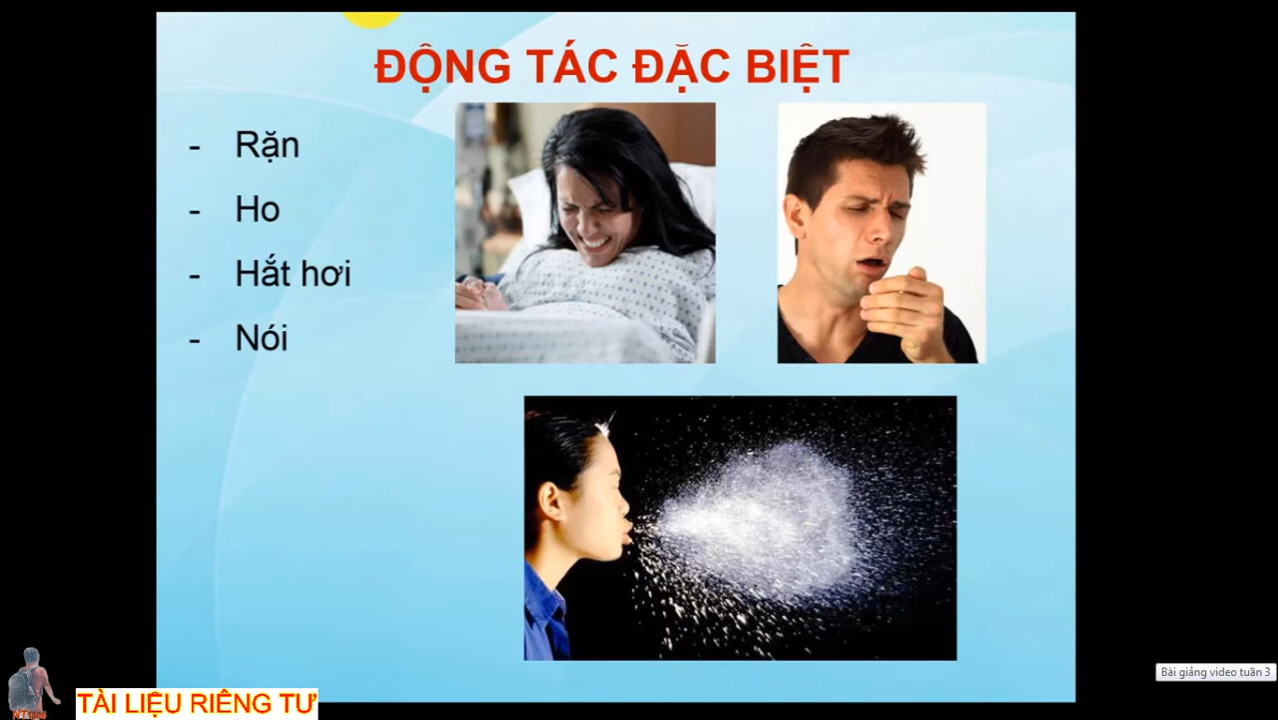 ĐỘNG TÁC ĐẶC BIỆT
- Rặn
- Ho
- Hắt hơi
- Nói
Bài giảng video tuần 3
TÀI LIỆU RIÊNG TƯ